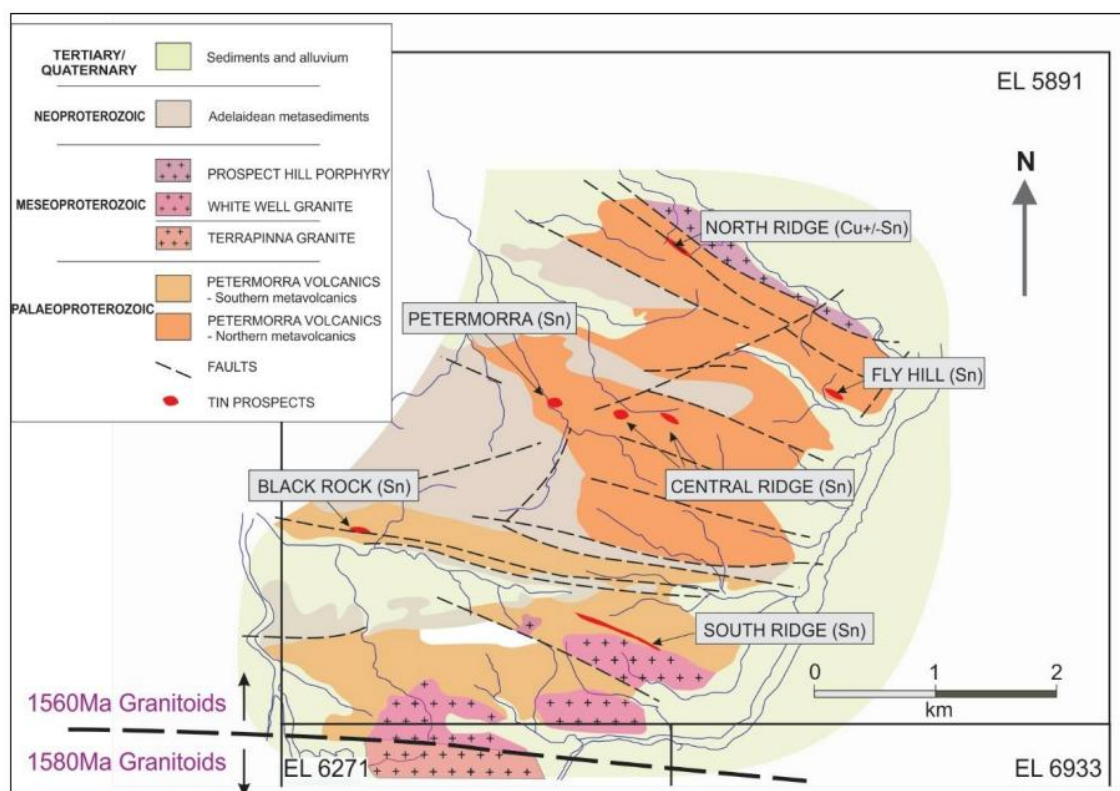 TERTIARY/
QUATERNARY
Sediments and alluvium
NEOPROTEROZOIC
Adelaidean metasediments
MESEOPROTEROZOIC
PROSPECT HILL PORPHYRY
WHITE WELL GRANITE
TERRAPINNA GRANITE
PALAEOPROTEROZOIC
PETERMORRA VOLCANICS
- Southern metavolcanics
PETERMORRA VOLCANICS
- Northern metavolcanics
FAULTS
TIN PROSPECTS
EL 5891
N
NORTH RIDGE (Cu+/-Sn)
PETERMORRA (Sn)
FLY HILL (Sn)
BLACK ROCK (Sn)
CENTRAL RIDGE (Sn)
SOUTH RIDGE (Sn)
0 1 2
km
1560Ma Granitoids
1580Ma Granitoids
EL 6271
EL 6933